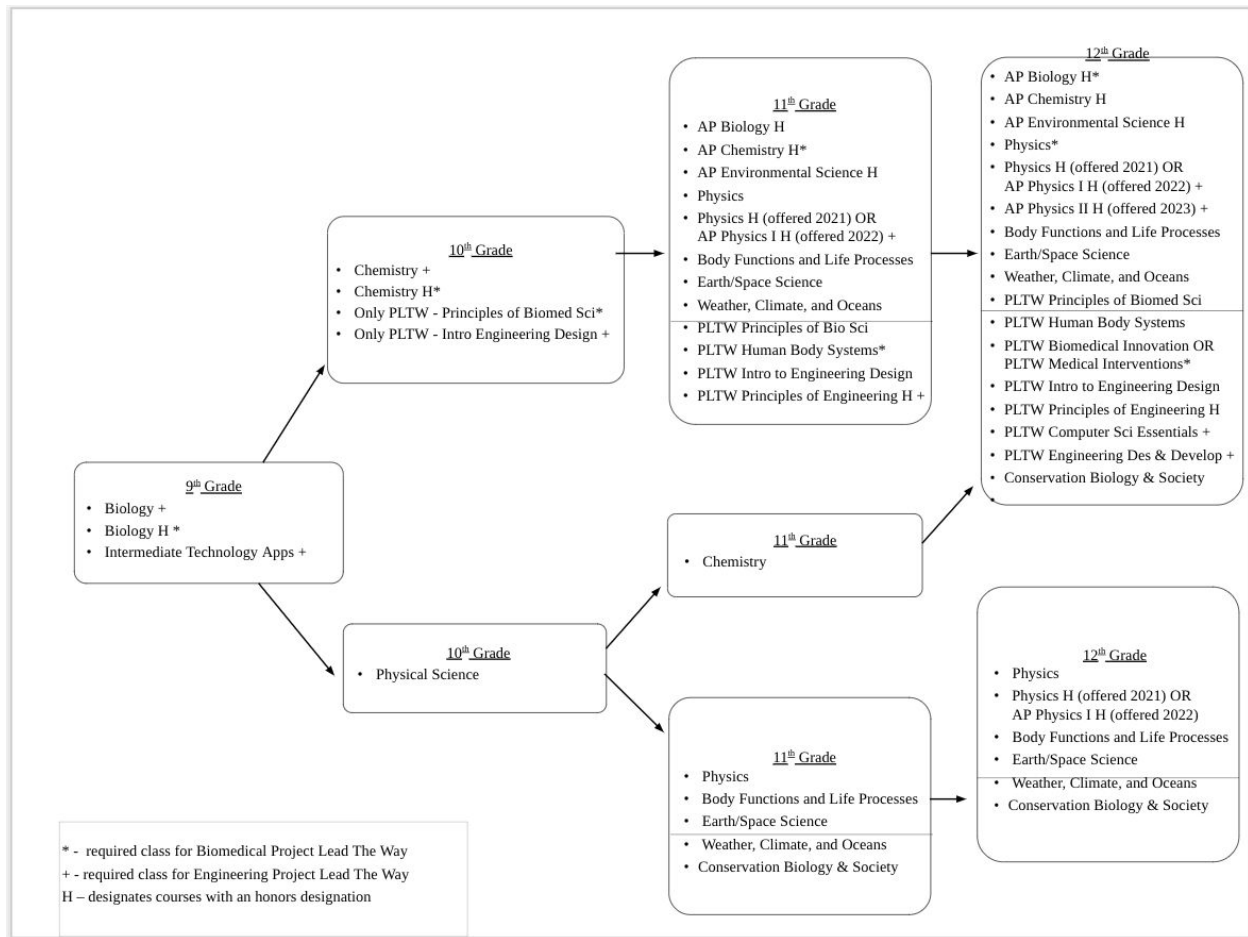 9th Grade
• Biology +
• Biology H *
• Intermediate Technology Apps +
10th Grade
• Chemistry +
• Chemistry H*
• Only PLTW - Principles of Biomed Sci*
• Only PLTW - Intro Engineering Design +
11th Grade
• AP Biology H
• AP Chemistry H*
• AP Environmental Science H
• Physics
• Physics H (offered 2021) OR
AP Physics I H (offered 2022) +
• Body Functions and Life Processes
• Earth/Space Science
• Weather, Climate, and Oceans
• PLTW Principles of Bio Sci
• PLTW Human Body Systems*
• PLTW Intro to Engineering Design
• PLTW Principles of Engineering H +
12th Grade
• AP Biology H*
• AP Chemistry H
• AP Environmental Science H
• Physics*
• Physics H (offered 2021) OR
AP Physics I H (offered 2022) +
• AP Physics II H (offered 2023) +
• Body Functions and Life Processes
• Earth/Space Science
• Weather, Climate, and Oceans
• PLTW Principles of Biomed Sci
• PLTW Human Body Systems
• PLTW Biomedical Innovation OR
PLTW Medical Interventions*
• PLTW Intro to Engineering Design
• PLTW Principles of Engineering H
• PLTW Computer Sci Essentials +
• PLTW Engineering Des & Develop +
• Conservation Biology & Society
•
10th Grade
• Physical Science
11th Grade
• Chemistry
11th Grade
• Physics
• Body Functions and Life Processes
• Earth/Space Science
• Weather, Climate, and Oceans
• Conservation Biology & Society
12th Grade
• Physics
• Physics H (offered 2021) OR
AP Physics I H (offered 2022)
• Body Functions and Life Processes
• Earth/Space Science
• Weather, Climate, and Oceans
• Conservation Biology & Society
* - required class for Biomedical Project Lead The Way
+ - required class for Engineering Project Lead The Way
H – designates courses with an honors designation